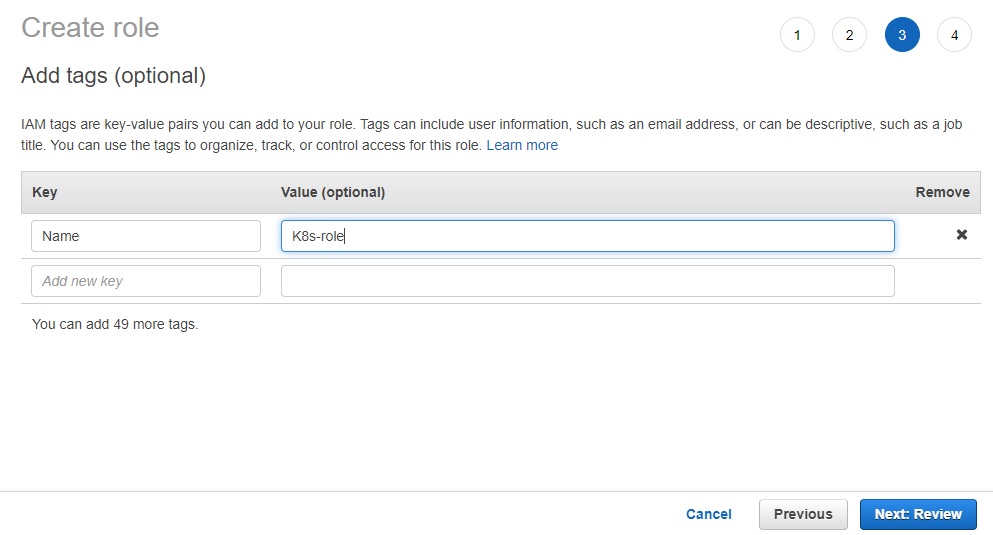 Create role
1 2 3 4
Add tags (optional)
IAM tags are key-value pairs you can add to your role. Tags can include user information, such as an email address, or can be descriptive, such as a job
title. You can use the tags to organize, track, or control access for this role. Learn more
Key Value (optional) Remove
Name K8s-role
Add new key
You can add 49 more tags.
Cancel Previous Next: Review